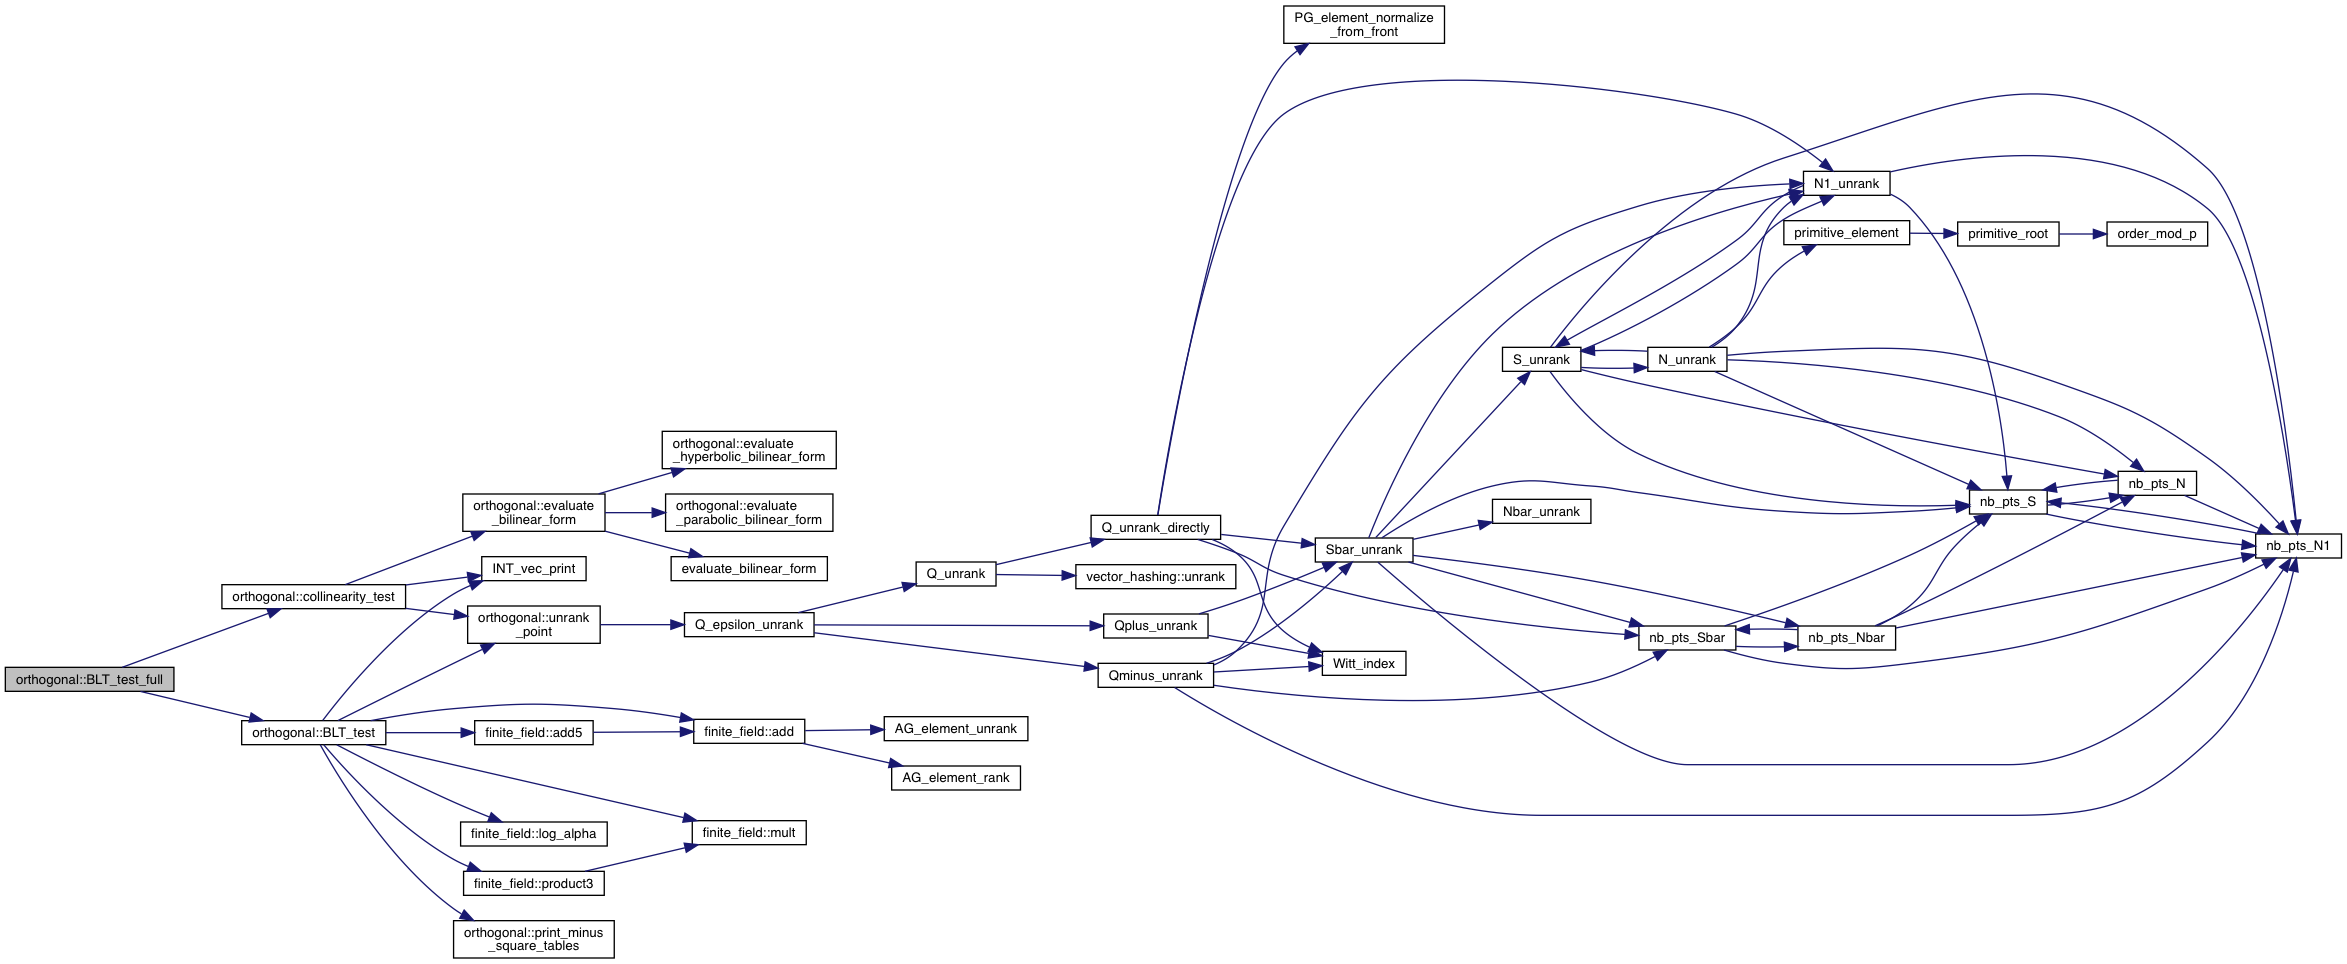 PG_element_normalize
_from_front
N1_unrank
primitive_element
primitive_root
order_mod_p
S_unrank
N_unrank
orthogonal::evaluate
_hyperbolic_bilinear_form
nb_pts_N
nb_pts_S
orthogonal::evaluate
_bilinear_form
orthogonal::evaluate
_parabolic_bilinear_form
Nbar_unrank
Q_unrank_directly
nb_pts_N1
Sbar_unrank
INT_vec_print
evaluate_bilinear_form
Q_unrank
vector_hashing::unrank
orthogonal::collinearity_test
orthogonal::unrank
_point
Q_epsilon_unrank
Qplus_unrank
nb_pts_Sbar
nb_pts_Nbar
Witt_index
Qminus_unrank
orthogonal::BLT_test_full
orthogonal::BLT_test
finite_field::add5
finite_field::add
AG_element_unrank
AG_element_rank
finite_field::log_alpha
finite_field::mult
finite_field::product3
orthogonal::print_minus
_square_tables